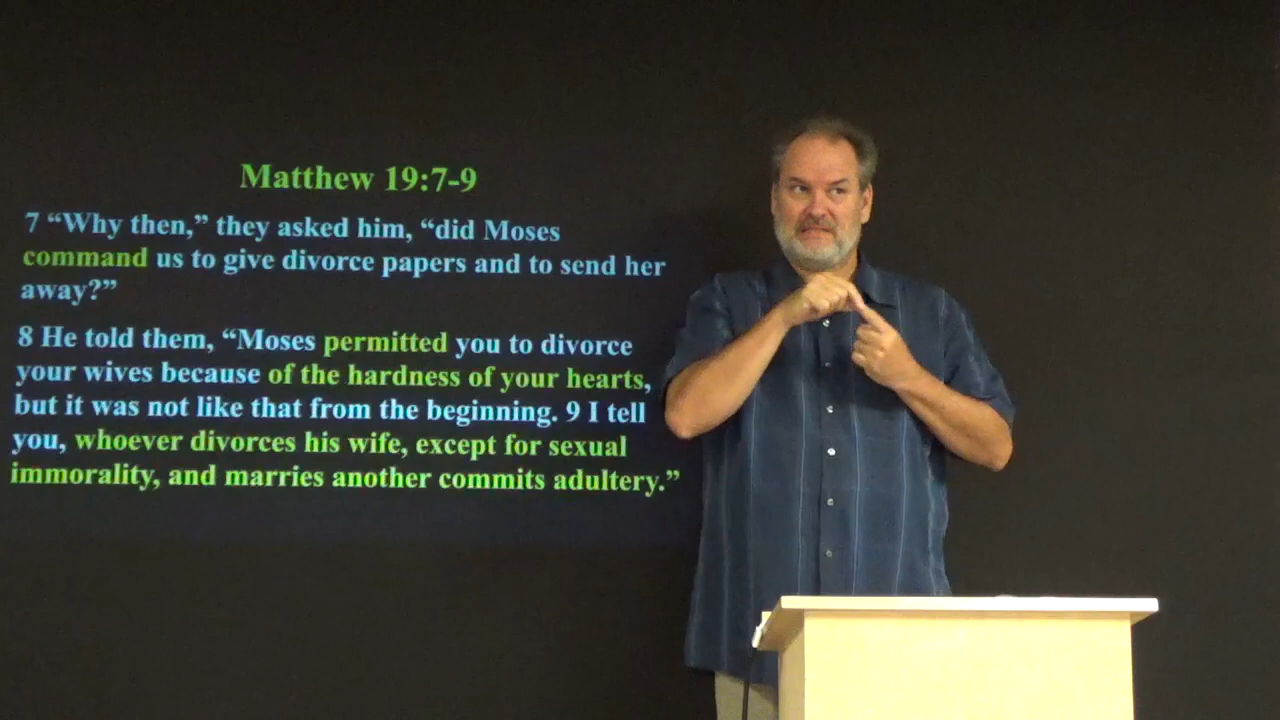 Matthew 19:7-9
7 “Why then,” they asked him, “did Moses
command us to give divorce papers and to send her
away?”
8 He told them, “Moses permitted you to divorce
your wives because of the hardness of your hearts,
but it was not like that from the beginning. 9 I tell
you, whoever divorces his wife, except for sexual
immorality, and marries another commits adultery.”